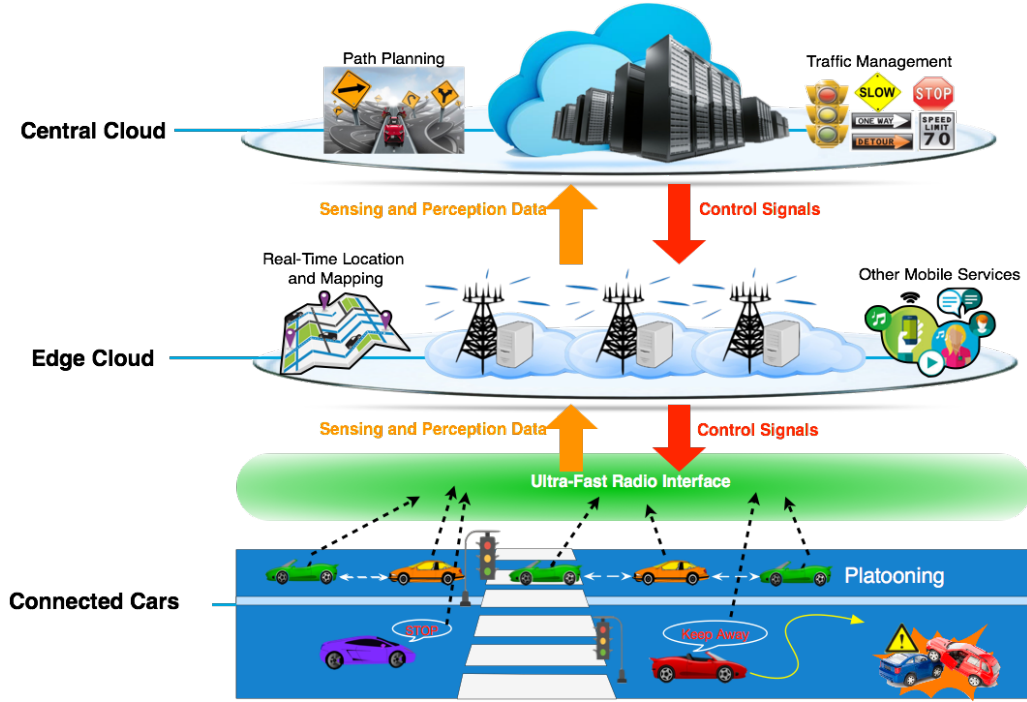 Path Planning
Traffic Management
SLOW
STOP
ONE WAY
DETOUR
SPEED
LIMIT
70
Central Cloud
Sensing and Perception Data
Control Signals
Real-Time Location
and Mapping
Other Mobile Services
Edge Cloud
Sensing and Perception Data
Control Signals
Ultra-Fast Radio Interface
Platooning
Connected Cars
STOP
Keep Away